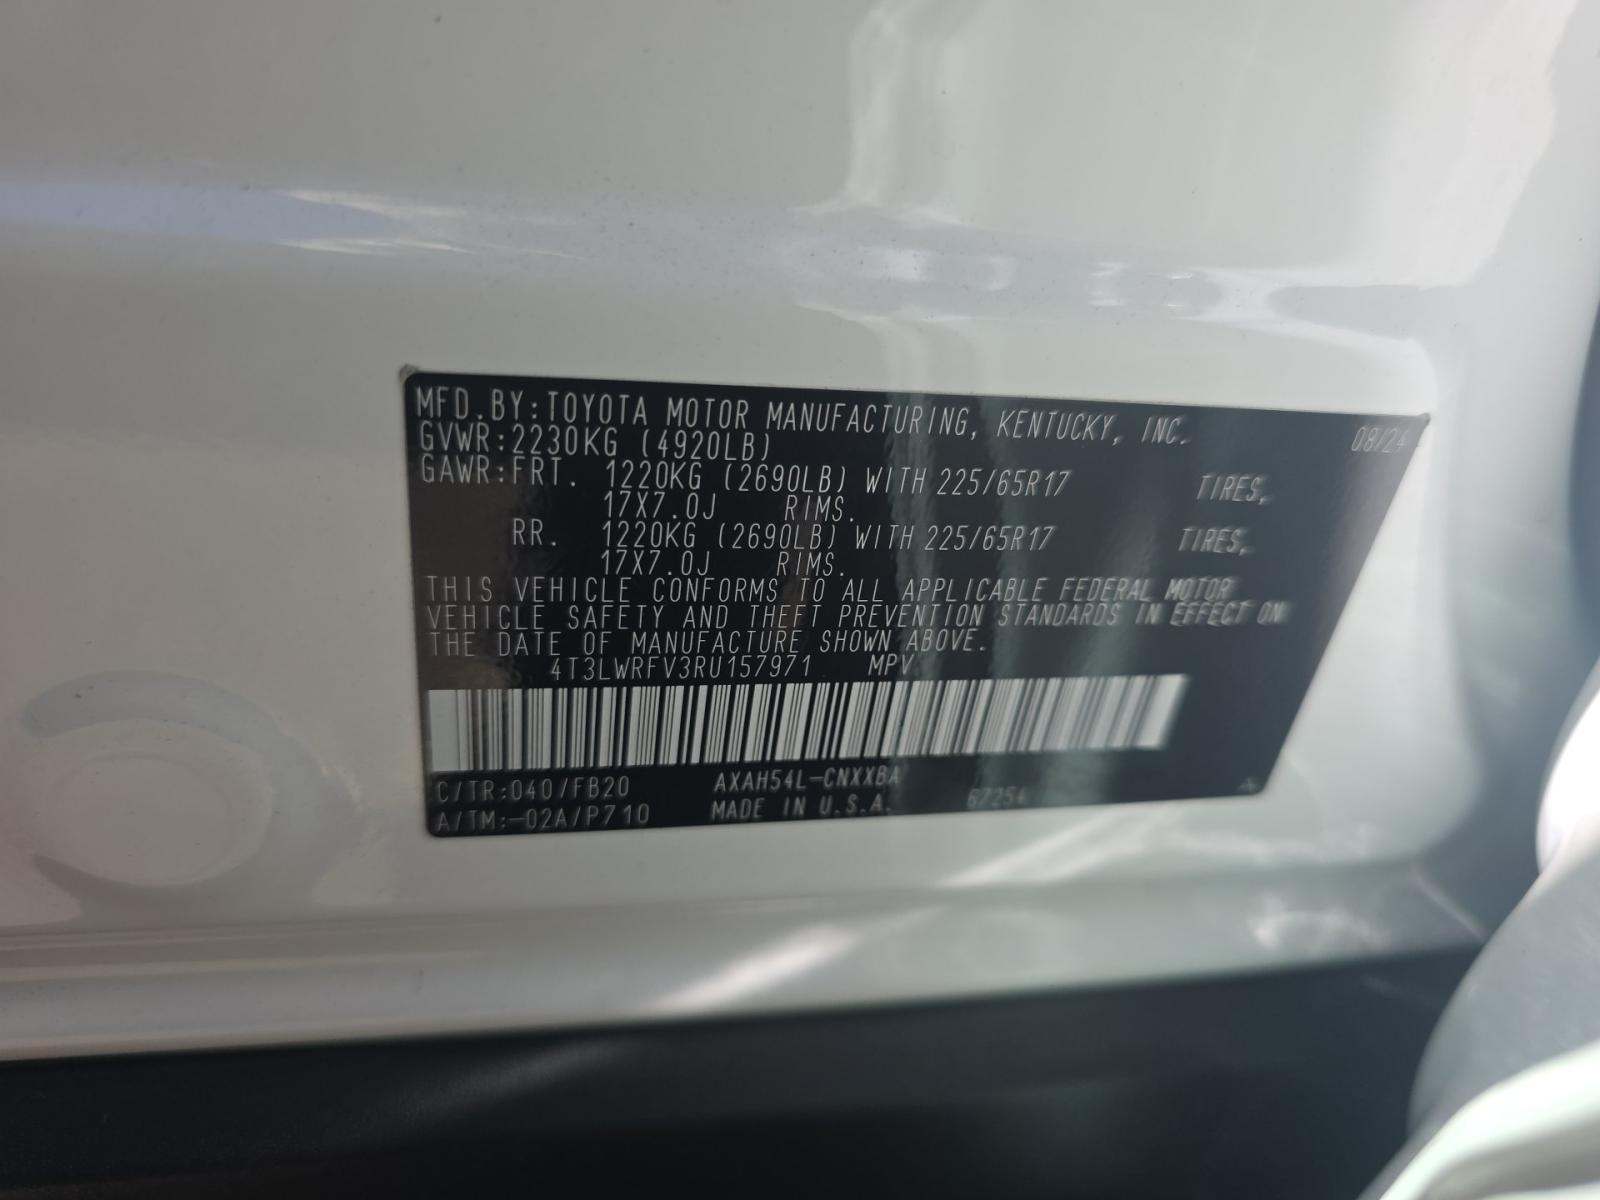 MFD.BY:TOYOTA MOTOR MANUFACTURING, KENTUCKY, INC. 08/24
GVWR:2230KG (4920LB)
GAWR:FRT. 1220KG (2690LB) WITH 225/65R17 TIRES,
17X7.0J RIMS.
RR. 1220KG (2690LB) WITH 225/65R17 TIRES,
17X7.0J RIMS.
THIS VEHICLE CONFORMS TO ALL APPLICABLE FEDERAL MOTOR
VEHICLE SAFETY AND THEFT PREVENTION STANDARDS IN EFFECT ON
THE DATE OF MANUFACTURE SHOWN ABOVE.
4T3LWRFV3RU157971 MPV
C/TR:040/FB20 AXAH54L-CNXXBA
A/TM:-02A/P710 MADE IN U.S.A. 67254